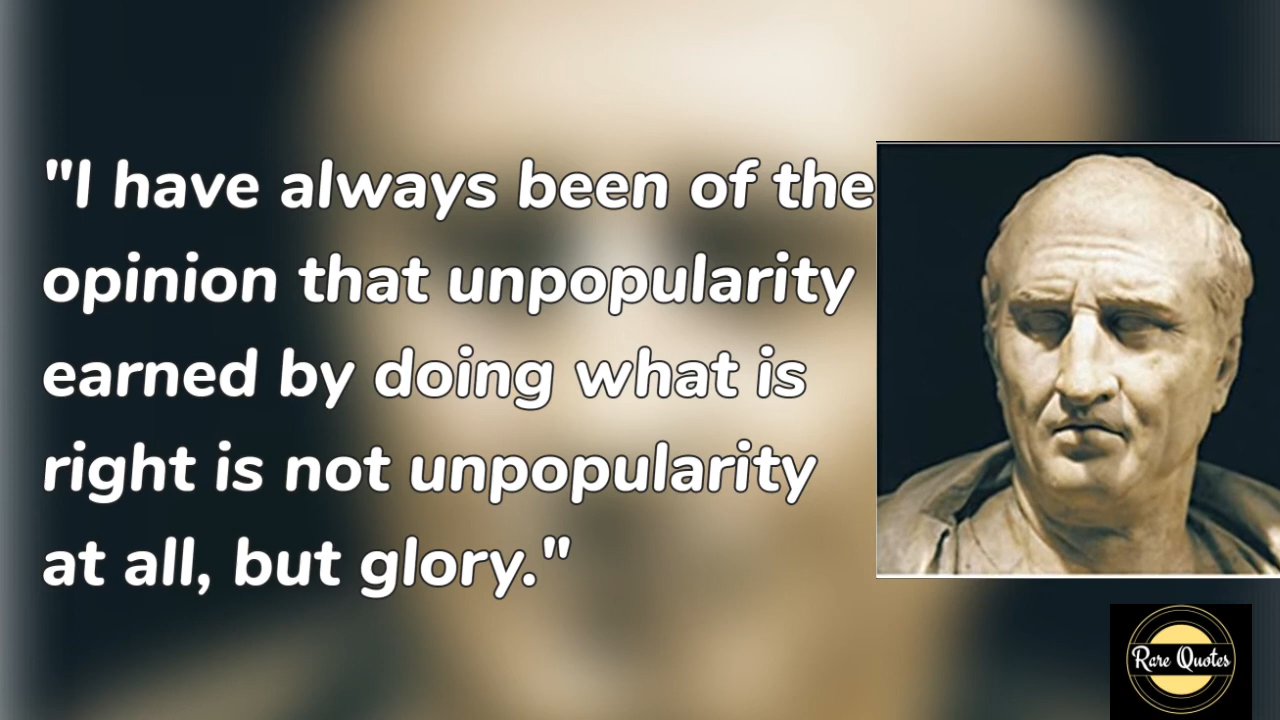 "I have always been of the
opinion that unpopularity
earned by doing what is
right is not unpopularity
at all, but glory."
Rare Quotes